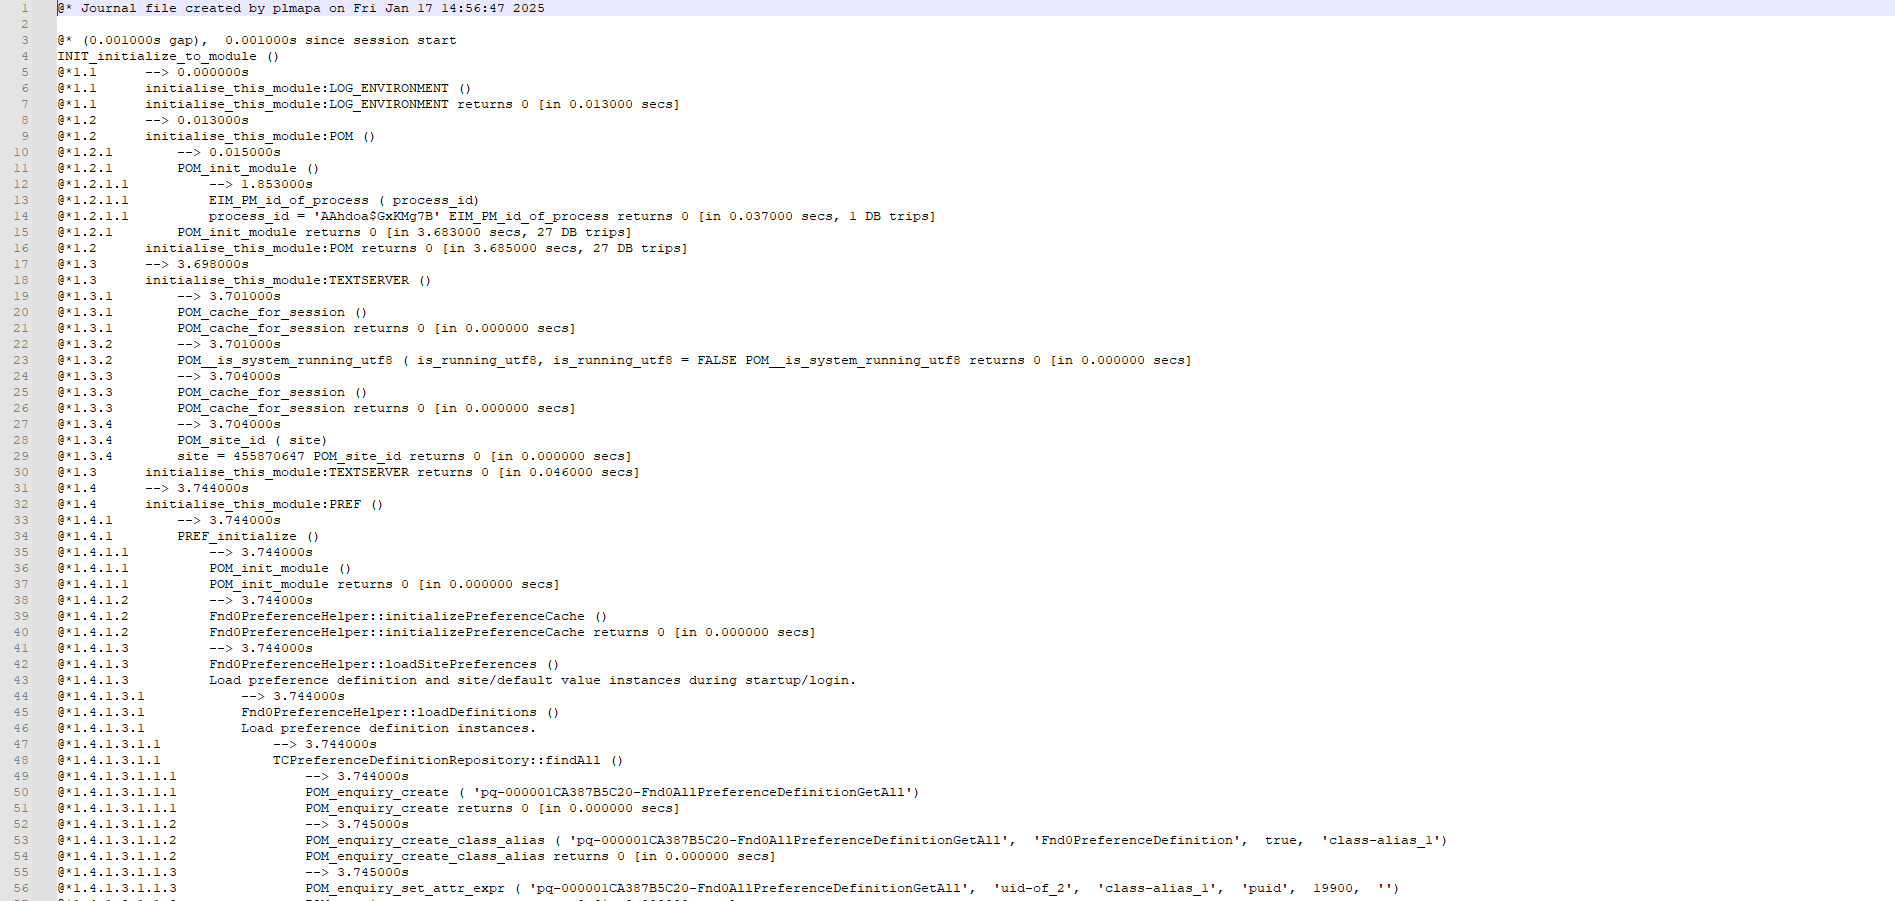 1 @* Journal file created by plmapa on Fri Jan 17 14:56:47 2025
2
3 @* (0.001000s gap),  0.001000s since session start
4 INIT_initialize_to_module ()
5 @*1.1      --> 0.000000s
6 @*1.1      initialise_this_module:LOG_ENVIRONMENT ()
7 @*1.1      initialise_this_module:LOG_ENVIRONMENT returns 0 [in 0.013000 secs]
8 @*1.2      --> 0.013000s
9 @*1.2      initialise_this_module:POM ()
10 @*1.2.1        --> 0.015000s
11 @*1.2.1        POM_init_module ()
12 @*1.2.1.1          --> 1.853000s
13 @*1.2.1.1          EIM_PM_id_of_process ( process_id)
14 @*1.2.1.1          process_id = 'AAhdoa$GxKMg7B' EIM_PM_id_of_process returns 0 [in 0.037000 secs, 1 DB trips]
15 @*1.2.1        POM_init_module returns 0 [in 3.683000 secs, 27 DB trips]
16 @*1.2      initialise_this_module:POM returns 0 [in 3.685000 secs, 27 DB trips]
17 @*1.3      --> 3.698000s
18 @*1.3      initialise_this_module:TEXTSERVER ()
19 @*1.3.1        --> 3.701000s
20 @*1.3.1        POM_cache_for_session ()
21 @*1.3.1        POM_cache_for_session returns 0 [in 0.000000 secs]
22 @*1.3.2        --> 3.701000s
23 @*1.3.2        POM__is_system_running_utf8 ( is_running_utf8, is_running_utf8 = FALSE POM__is_system_running_utf8 returns 0 [in 0.000000 secs]
24 @*1.3.3        --> 3.704000s
25 @*1.3.3        POM_cache_for_session ()
26 @*1.3.3        POM_cache_for_session returns 0 [in 0.000000 secs]
27 @*1.3.4        --> 3.704000s
28 @*1.3.4        POM_site_id ( site)
29 @*1.3.4        site = 455870647 POM_site_id returns 0 [in 0.000000 secs]
30 @*1.3      initialise_this_module:TEXTSERVER returns 0 [in 0.046000 secs]
31 @*1.4      --> 3.744000s
32 @*1.4      initialise_this_module:PREF ()
33 @*1.4.1        --> 3.744000s
34 @*1.4.1        PREF_initialize ()
35 @*1.4.1.1          --> 3.744000s
36 @*1.4.1.1          POM_init_module ()
37 @*1.4.1.1          POM_init_module returns 0 [in 0.000000 secs]
38 @*1.4.1.2          --> 3.744000s
39 @*1.4.1.2          Fnd0PreferenceHelper::initializePreferenceCache ()
40 @*1.4.1.2          Fnd0PreferenceHelper::initializePreferenceCache returns 0 [in 0.000000 secs]
41 @*1.4.1.3          --> 3.744000s
42 @*1.4.1.3          Fnd0PreferenceHelper::loadSitePreferences ()
43 @*1.4.1.3          Load preference definition and site/default value instances during startup/login.
44 @*1.4.1.3.1            --> 3.744000s
45 @*1.4.1.3.1            Fnd0PreferenceHelper::loadDefinitions ()
46 @*1.4.1.3.1            Load preference definition instances.
47 @*1.4.1.3.1.1              --> 3.744000s
48 @*1.4.1.3.1.1              TCPreferenceDefinitionRepository::findAll ()
49 @*1.4.1.3.1.1.1                --> 3.744000s
50 @*1.4.1.3.1.1.1                POM_enquiry_create ( 'pq-000001CA387B5C20-Fnd0AllPreferenceDefinitionGetAll')
51 @*1.4.1.3.1.1.1                POM_enquiry_create returns 0 [in 0.000000 secs]
52 @*1.4.1.3.1.1.2                --> 3.745000s
53 @*1.4.1.3.1.1.2                POM_enquiry_create_class_alias ( 'pq-000001CA387B5C20-Fnd0AllPreferenceDefinitionGetAll',  'Fnd0PreferenceDefinition',  true,  'class-alias_1')
54 @*1.4.1.3.1.1.2                POM_enquiry_create_class_alias returns 0 [in 0.000000 secs]
55 @*1.4.1.3.1.1.3                --> 3.745000s
56 @*1.4.1.3.1.1.3                POM_enquiry_set_attr_expr ( 'pq-000001CA387B5C20-Fnd0AllPreferenceDefinitionGetAll',  'uid-of_2',  'class-alias_1',  'puid',  19900,  '')